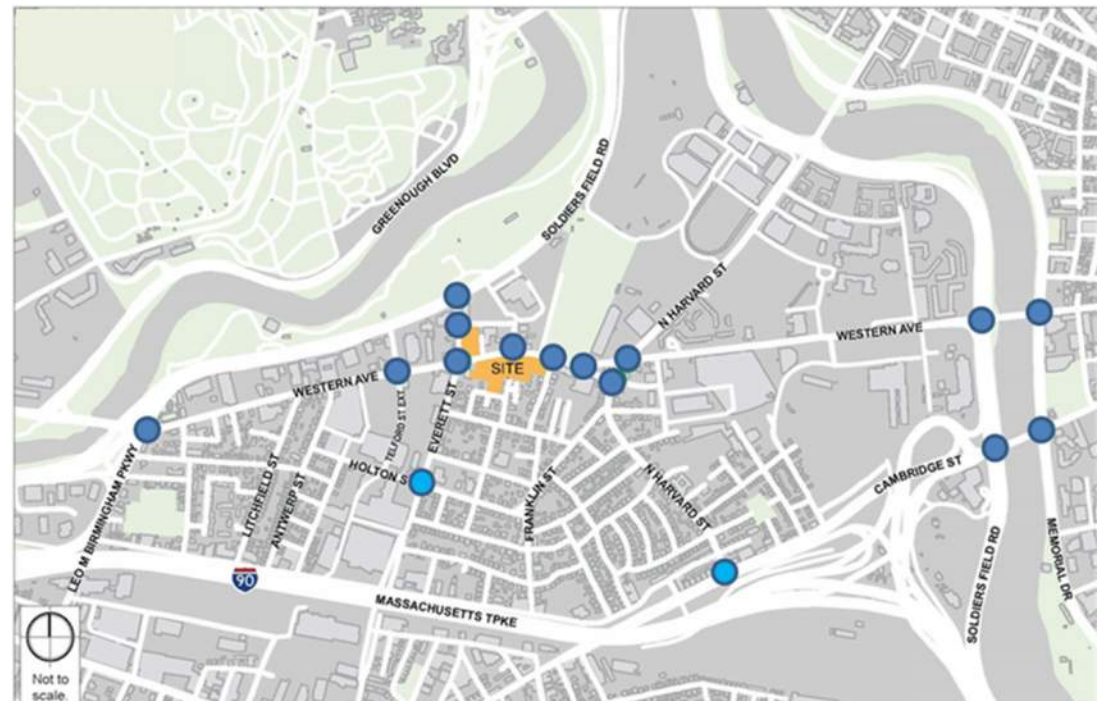 GREENOUGH BLVD
SOLDIERS FIELD RD
N HARVARD ST
WESTERN AVE
SITE
WESTERN AVE
TELFORD ST EXT
EVERETT ST
HOLTON S
LEO M BIRMINGHAM PKWY
LITCHFIELD ST
ANTWERP ST
FRANKLIN ST
N HARVARD ST
CAMBRIDGE ST
SOLDIERS FIELD RD
MEMORIAL DR
90
MASSACHUSETTS TPKE
Not to
scale.